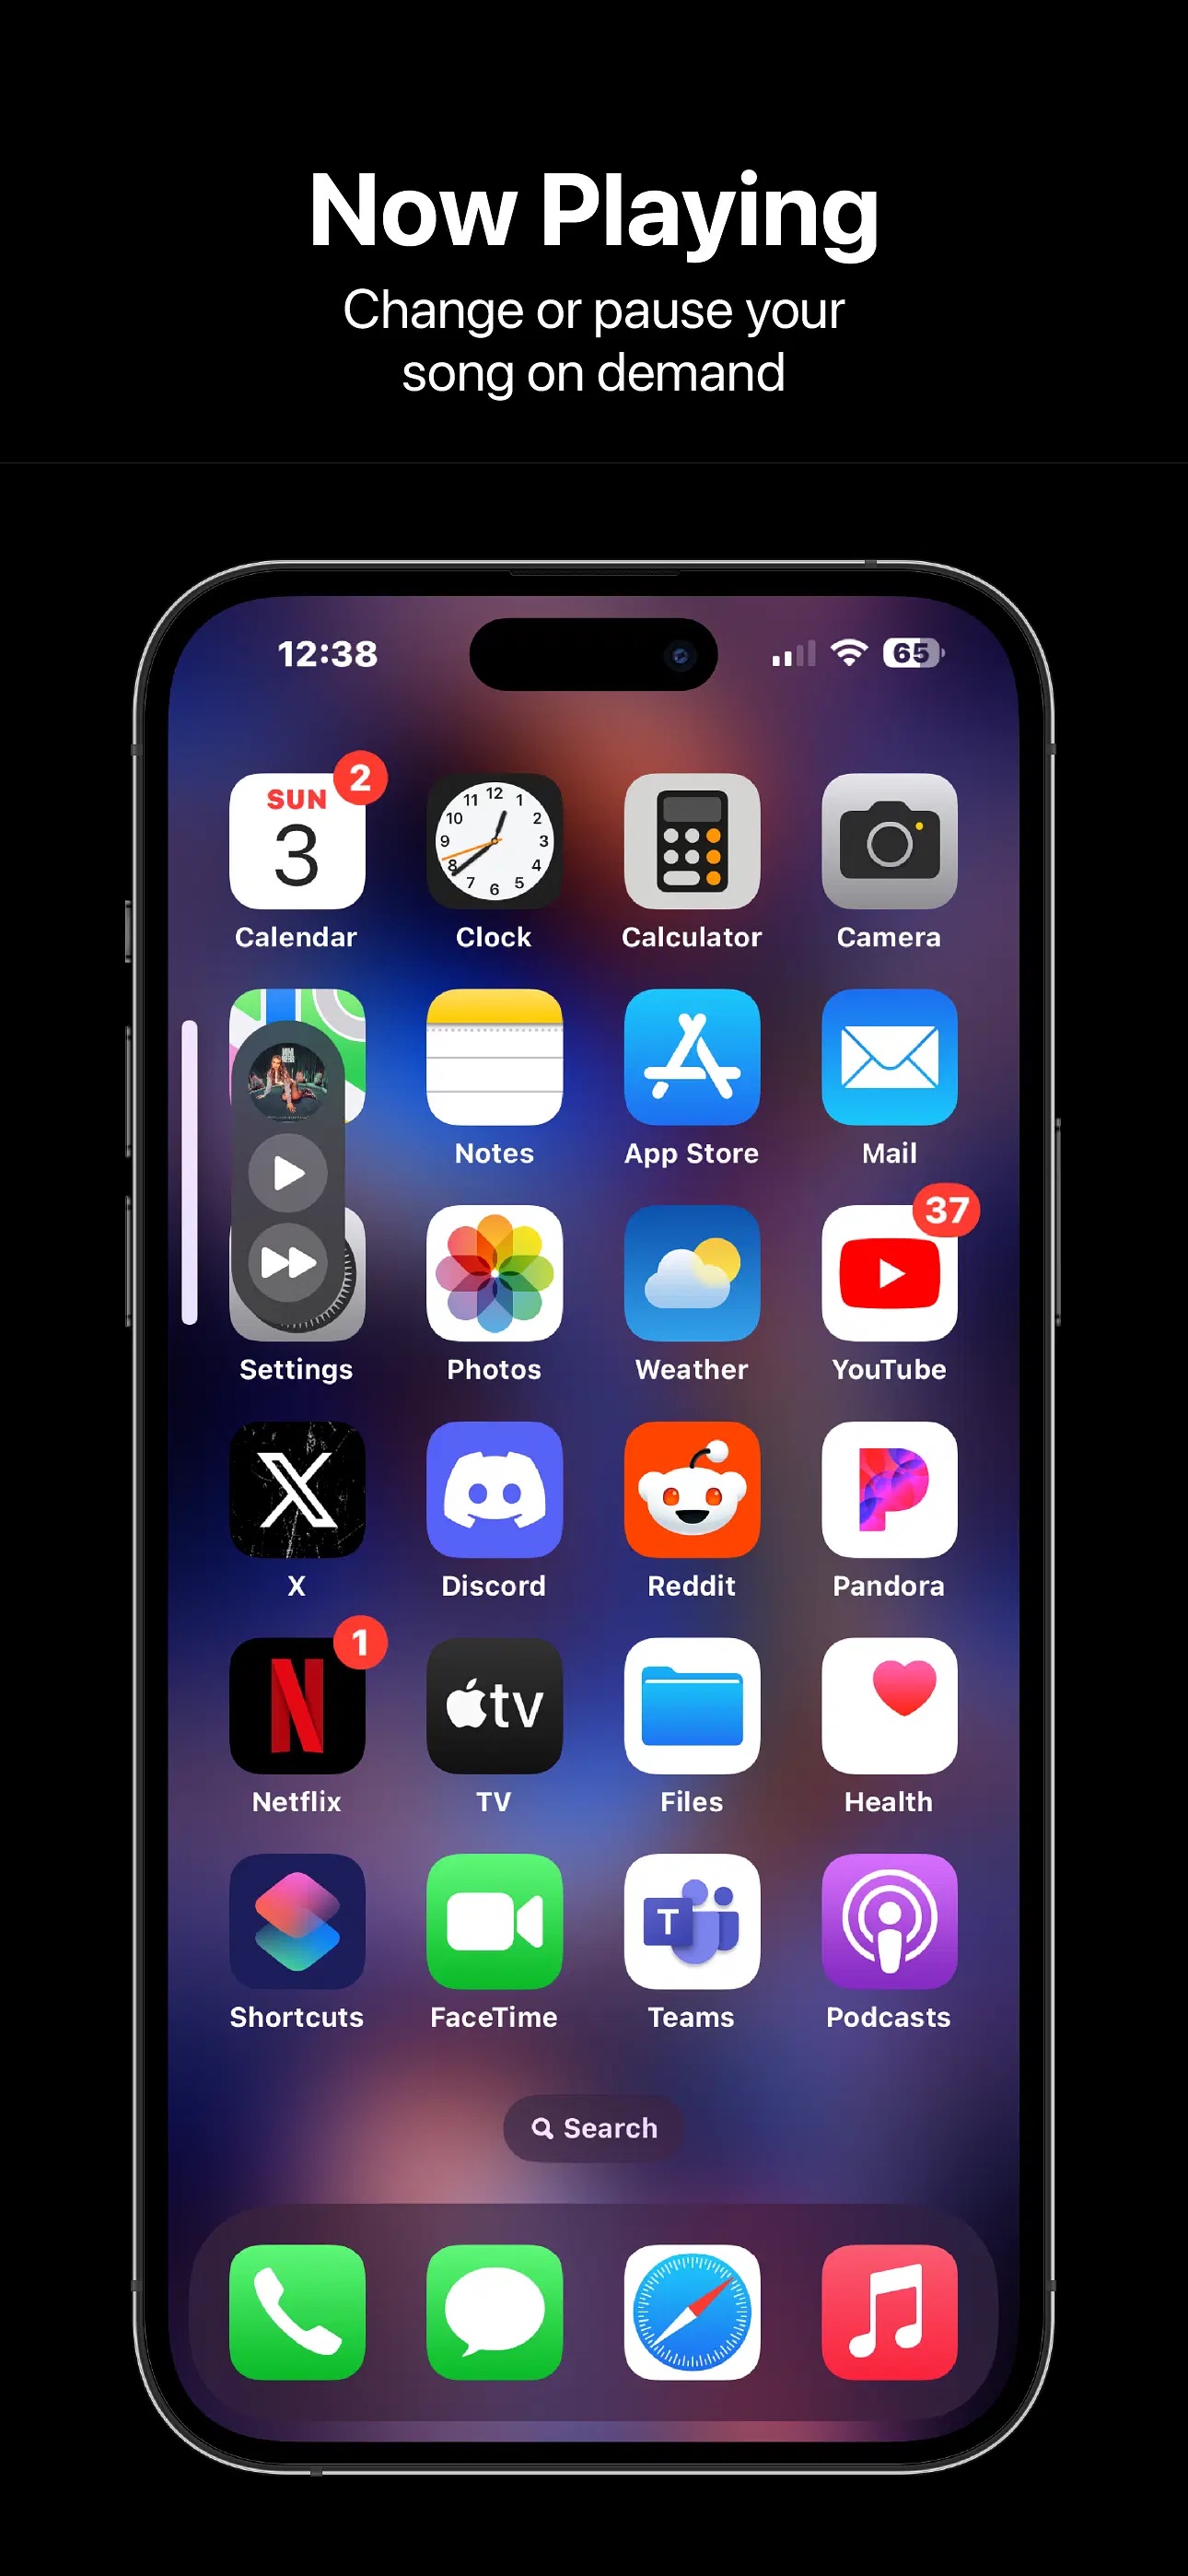 Now Playing
Change or pause your
song on demand
12:38
65
SUN
3
2
12
11
1
10
2
9
3
8
4
7
5
6
Calendar
Clock
Calculator
Camera
Notes
App Store
Mail
37
Settings
Photos
Weather
YouTube
X
Discord
Reddit
Pandora
1
N
tv
Netflix
TV
Files
Health
T
Shortcuts
FaceTime
Teams
Podcasts
Search